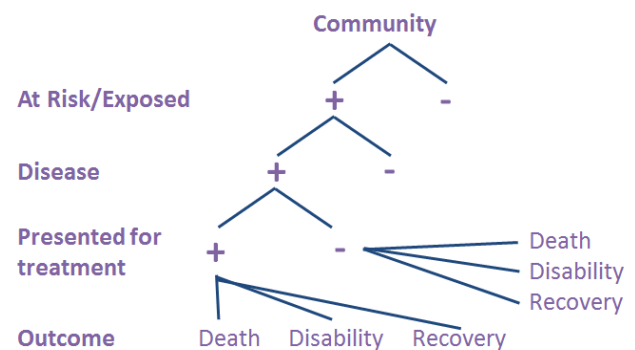 Community
At Risk/Exposed + -
Disease + -
Presented for
treatment + -
Death
Disability
Recovery
Outcome Death Disability Recovery